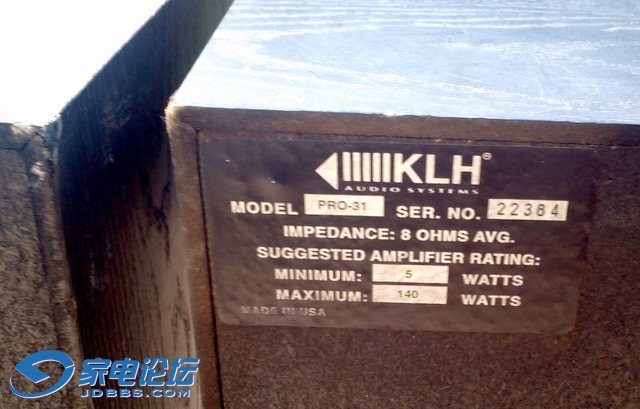 KLH®
AUDIO SYSTEMS
MODEL PRO-31 SER. NO. 22384
IMPEDANCE: 8 OHMS AVG.
SUGGESTED AMPLIFIER RATING:
MINIMUM: 5 WATTS
MAXIMUM: 140 WATTS
MADE IN USA
家电论坛
JDBBS.COM